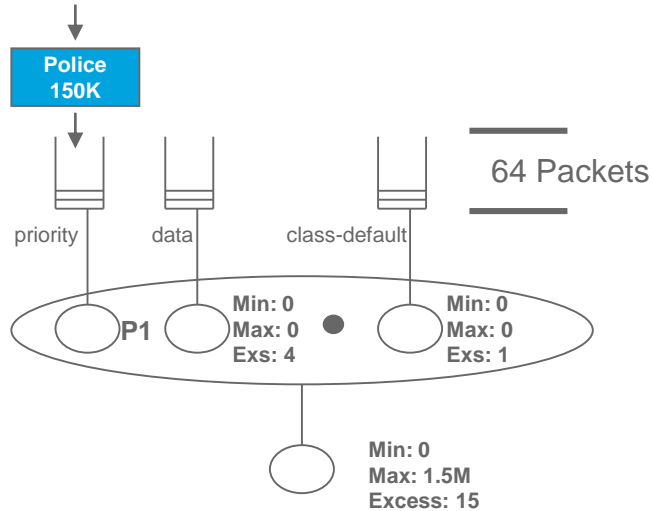 Police
150K
64 Packets
priority
data
class-default
P1
Min: 0
Max: 0
Exs: 4
Min: 0
Max: 0
Exs: 1
Min: 0
Max: 1.5M
Excess: 15